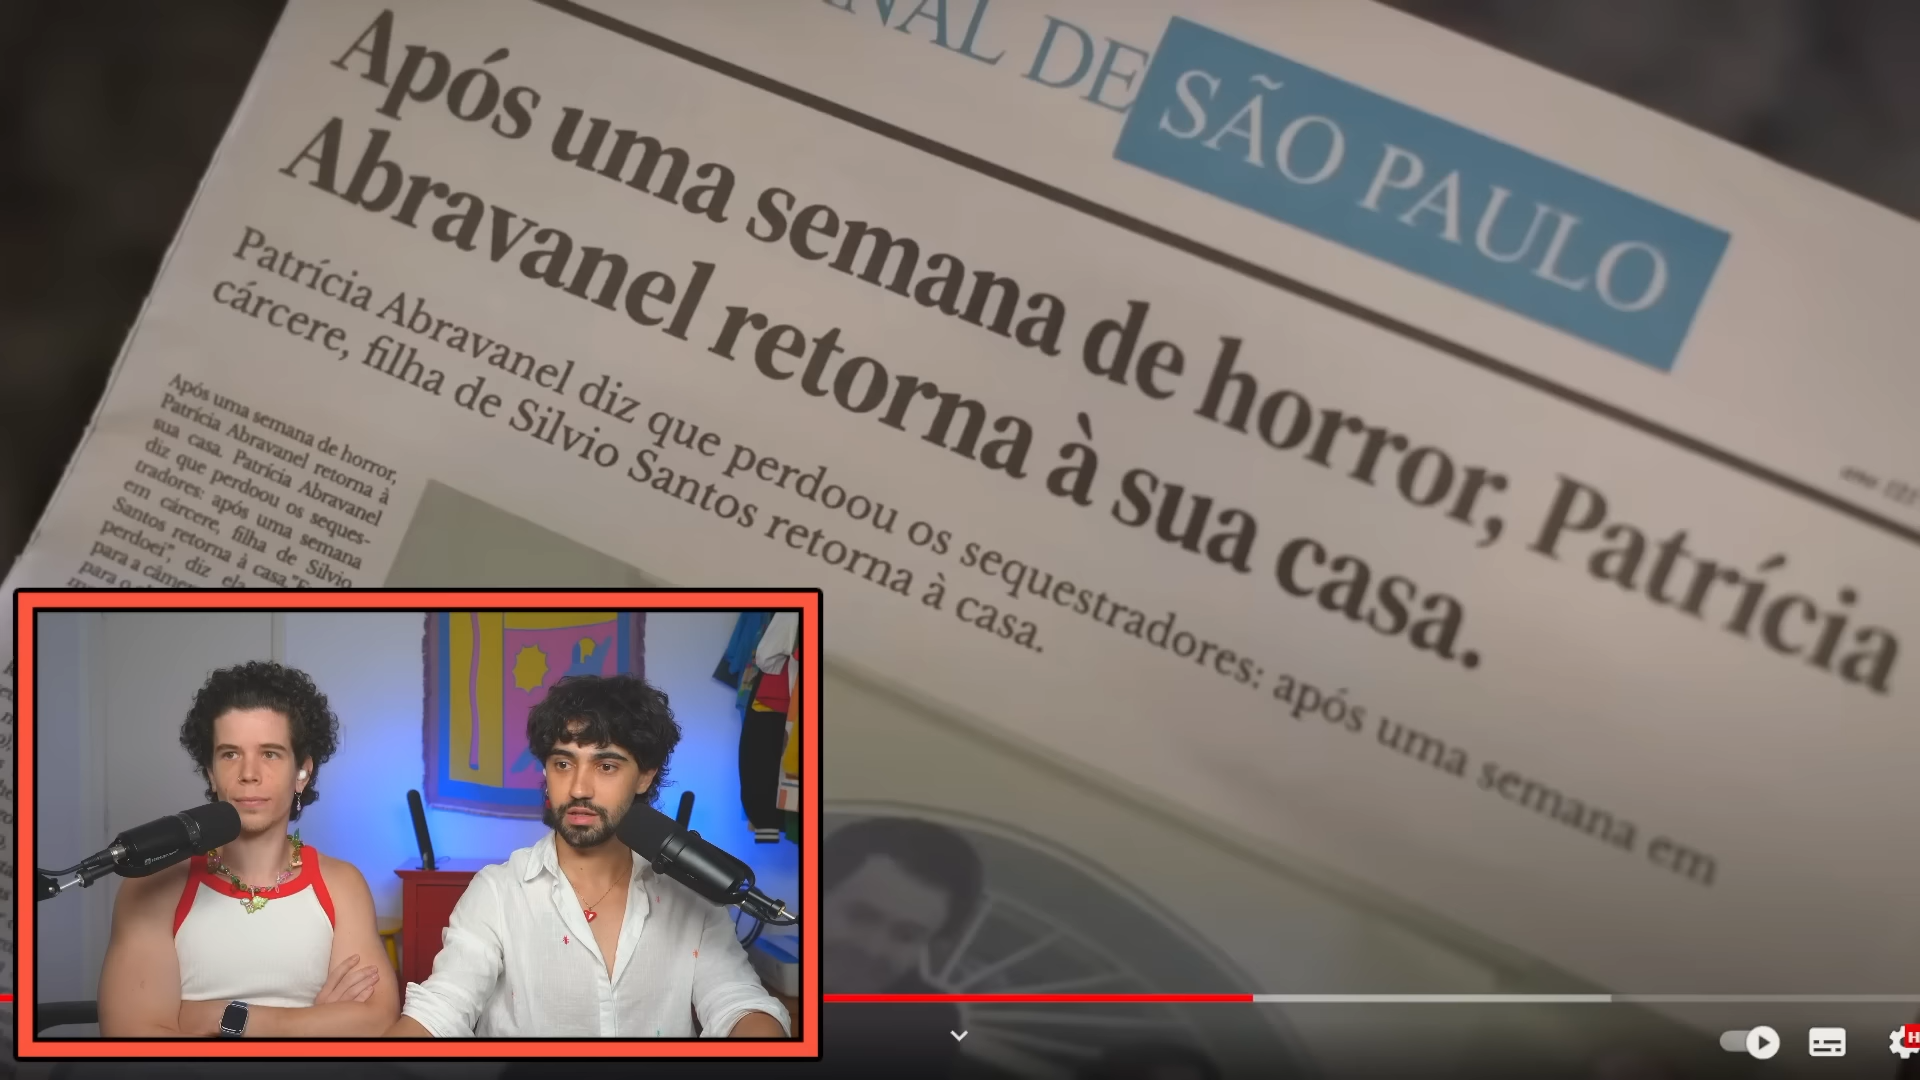 NAL DE SÃO PAULO
Após uma semana de horror, Patrícia
Abravanel retorna à sua casa.
Patrícia Abravanel diz que perdoou os sequestradores: após uma semana em
cárcere, filha de Silvio Santos retorna à casa.
Após uma semana de horror,
Patrícia Abravanel retorna à
sua casa. Patrícia Abravanel
diz que perdoou os seques-
tradores: após uma semana
em cárcere, filha de Silvio
Santos retorna à casa.
perdoei", diz ela
para a
para o